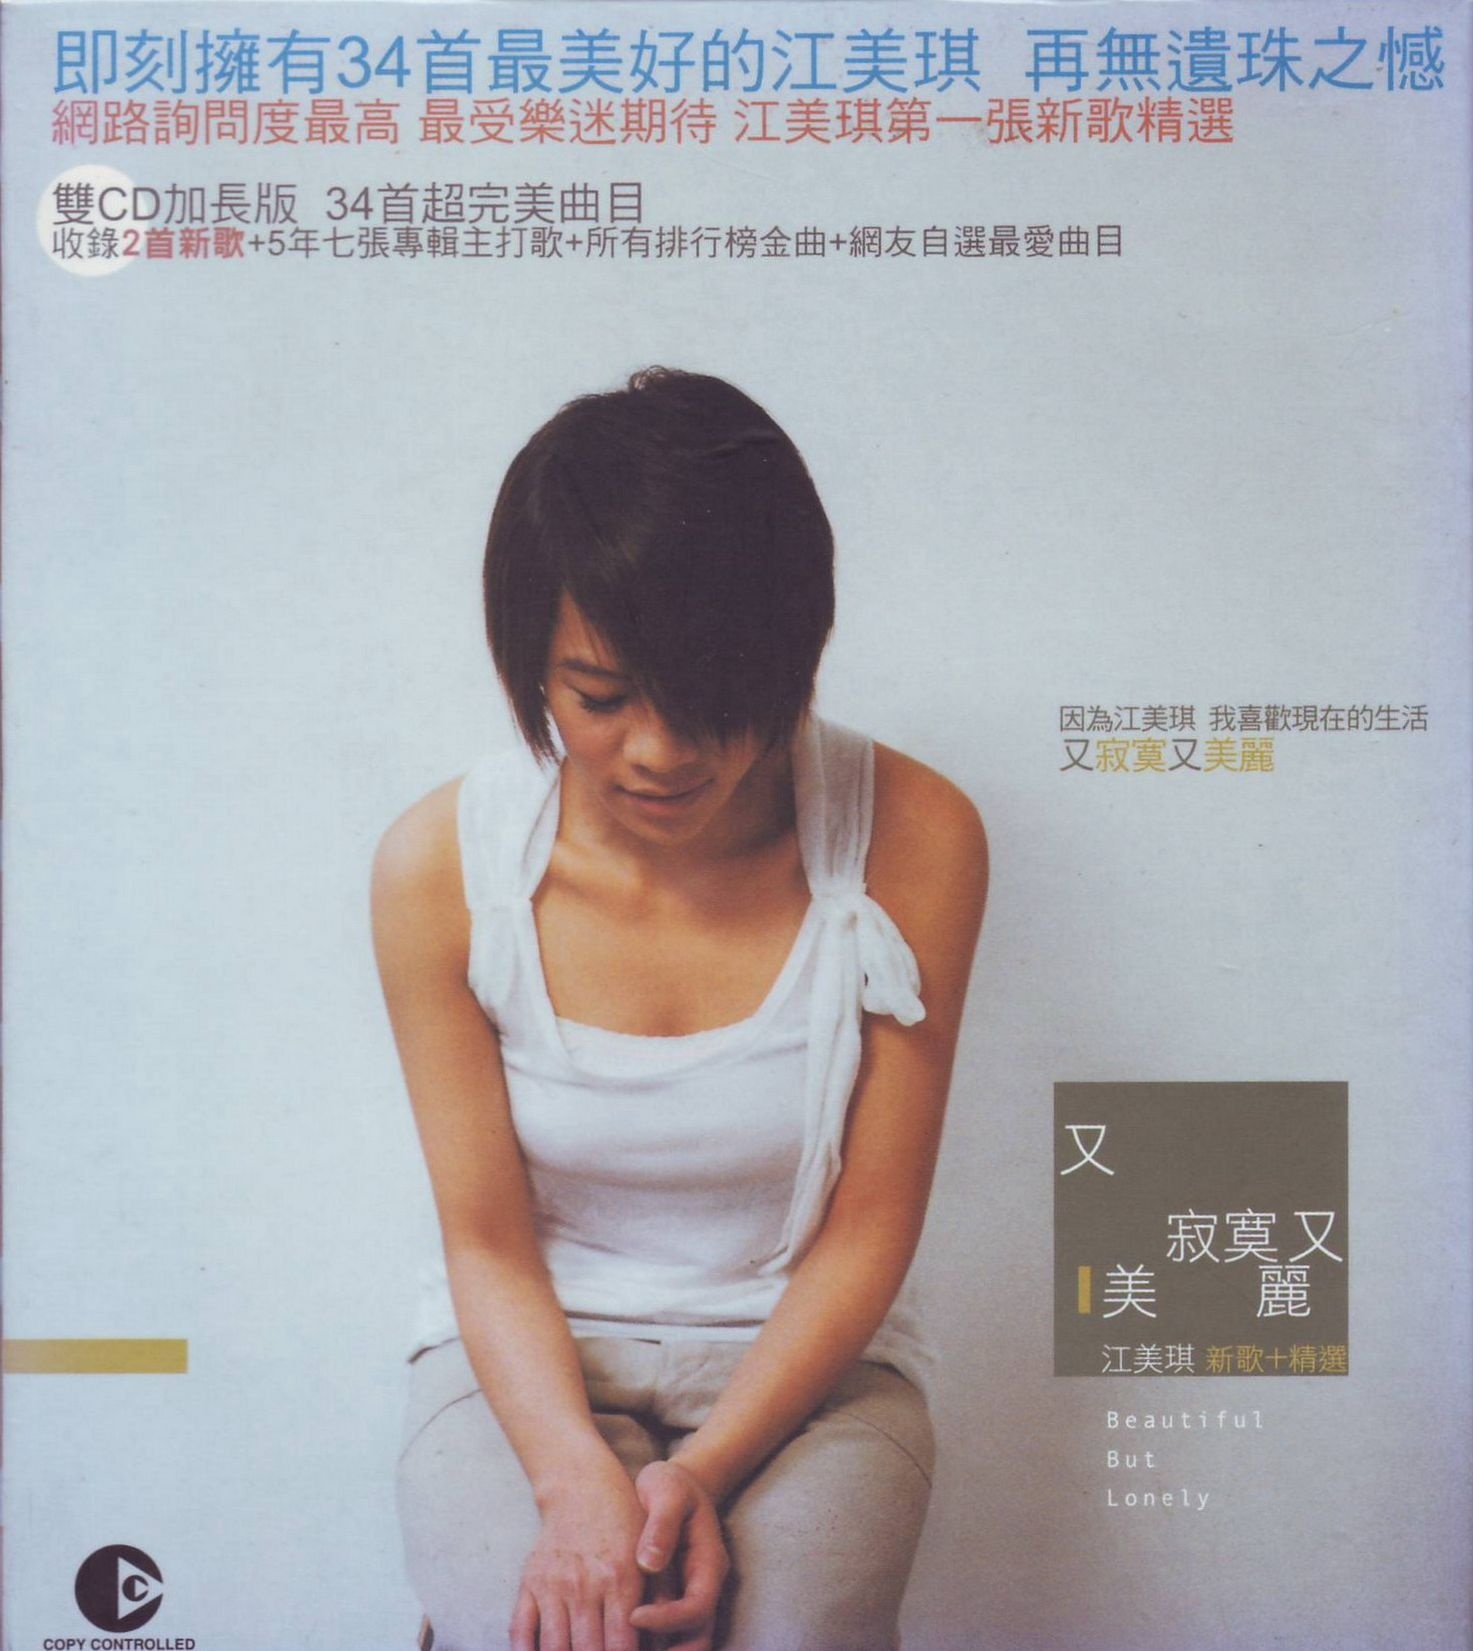 即刻擁有34首最美好的江美琪 再無遺珠之憾
網路詢問度最高 最受樂迷期待 江美琪第一張新歌精選
雙CD加長版 34首超完美曲目
收錄2首新歌+5年七張專輯主打歌+所有排行榜金曲+網友自選最愛曲目
因為江美琪 我喜歡現在的生活
又寂寞又美麗
又
寂寞又
美 麗
江美琪 新歌+精選
Beautiful
But
Lonely
COPY CONTROLLED